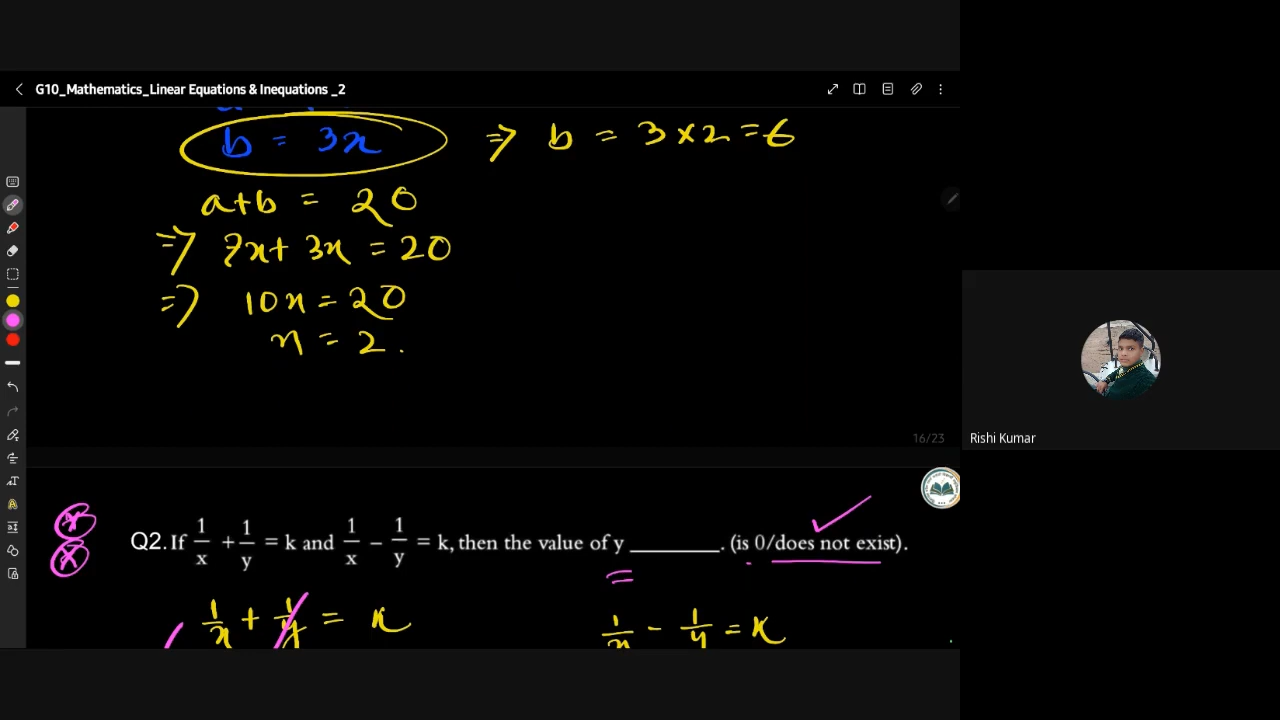 G10_Mathematics_Linear Equations & Inequations _2
b = 3x ⇒ b = 3×2=6
a+b = 20
⇒ 7x+ 3x = 20
⇒ 10x = 20
x = 2.
16/23
Q2. If 1/x + 1/y = k and 1/x - 1/y = k, then the value of y ________. (is 0/does not exist).
1/x + 1/y = k 1/x - 1/y = k
Rishi Kumar